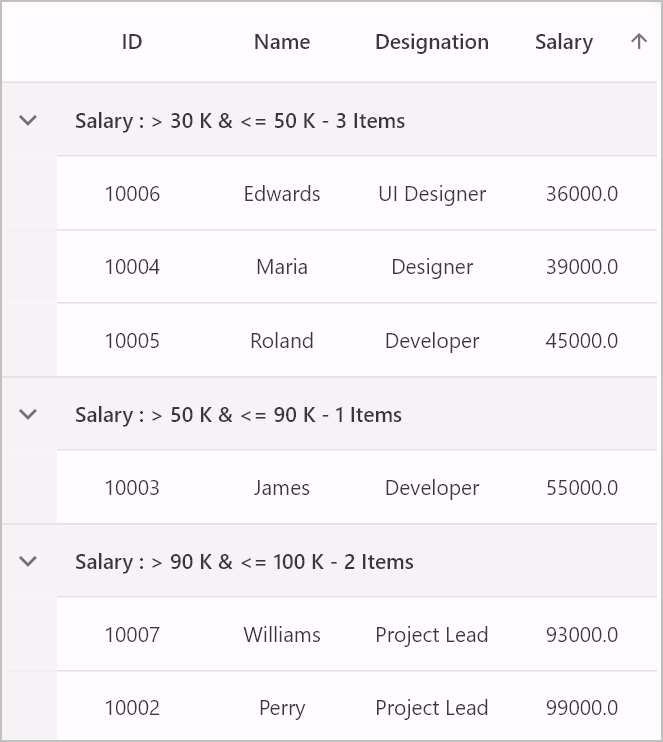 ID Name Designation Salary
Salary : > 30 K & <= 50 K - 3 Items
10006 Edwards UI Designer 36000.0
10004 Maria Designer 39000.0
10005 Roland Developer 45000.0
Salary : > 50 K & <= 90 K - 1 Items
10003 James Developer 55000.0
Salary : > 90 K & <= 100 K - 2 Items
10007 Williams Project Lead 93000.0
10002 Perry Project Lead 99000.0